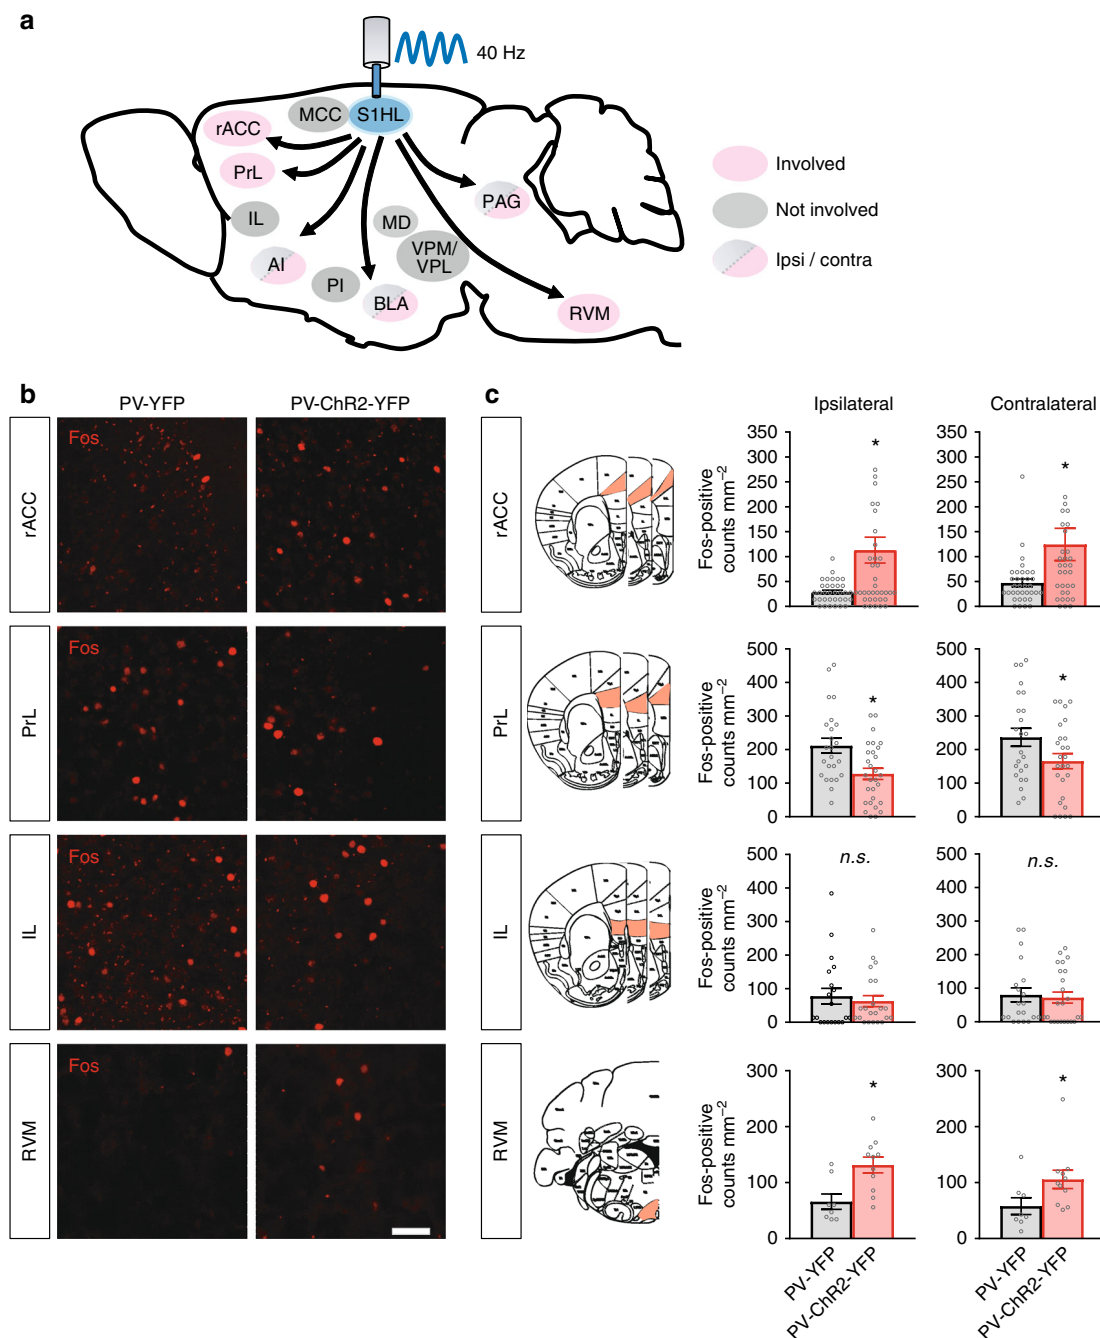 a
40 Hz
MCC
S1HL
rACC
PrL
IL
AI
PI
BLA
MD
VPM/
VPL
PAG
RVM
Involved
Not involved
Ipsi / contra
b
PV-YFP
PV-ChR2-YFP
rACC
Fos
PrL
Fos
IL
Fos
RVM
Fos
c
Ipsilateral
Contralateral
rACC
Fos-positive
counts mm⁻²
350
300
250
200
150
100
50
0
*
350
300
250
200
150
100
50
0
*
PrL
Fos-positive
counts mm⁻²
500
400
300
200
100
0
*
500
400
300
200
100
0
*
IL
Fos-positive
counts mm⁻²
500
400
300
200
100
0
n.s.
500
400
300
200
100
0
n.s.
RVM
Fos-positive
counts mm⁻²
300
200
100
0
*
300
200
100
0
*
PV-YFP
PV-ChR2-YFP
PV-YFP
PV-ChR2-YFP